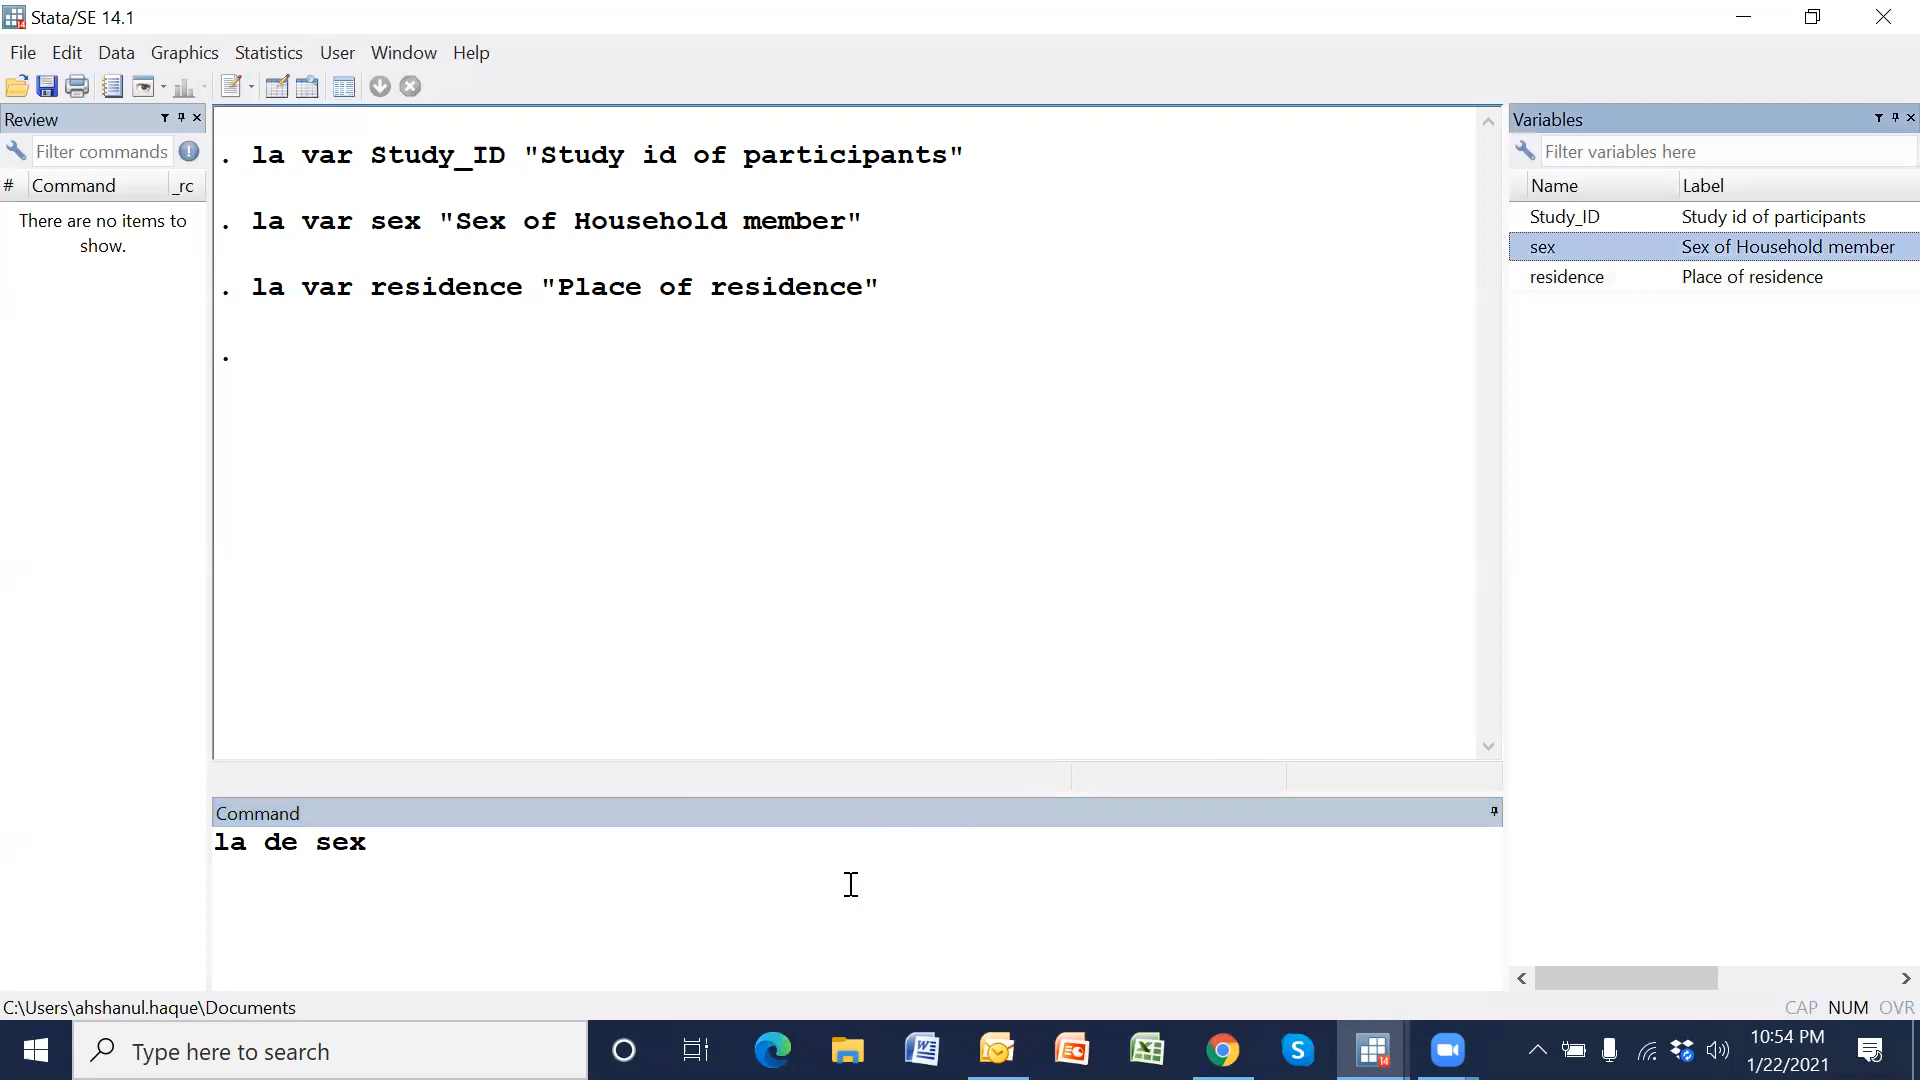 Stata/SE 14.1
File Edit Data Graphics Statistics User Window Help
Review
Filter commands
# Command _rc
There are no items to
show.
. la var Study_ID "Study id of participants"
. la var sex "Sex of Household member"
. la var residence "Place of residence"
.
Command
la de sex
Variables
Filter variables here
Name Label
Study_ID Study id of participants
sex Sex of Household member
residence Place of residence
C:\Users\ahshanul.haque\Documents
CAP NUM OVR
Type here to search
14
10:54 PM
1/22/2021